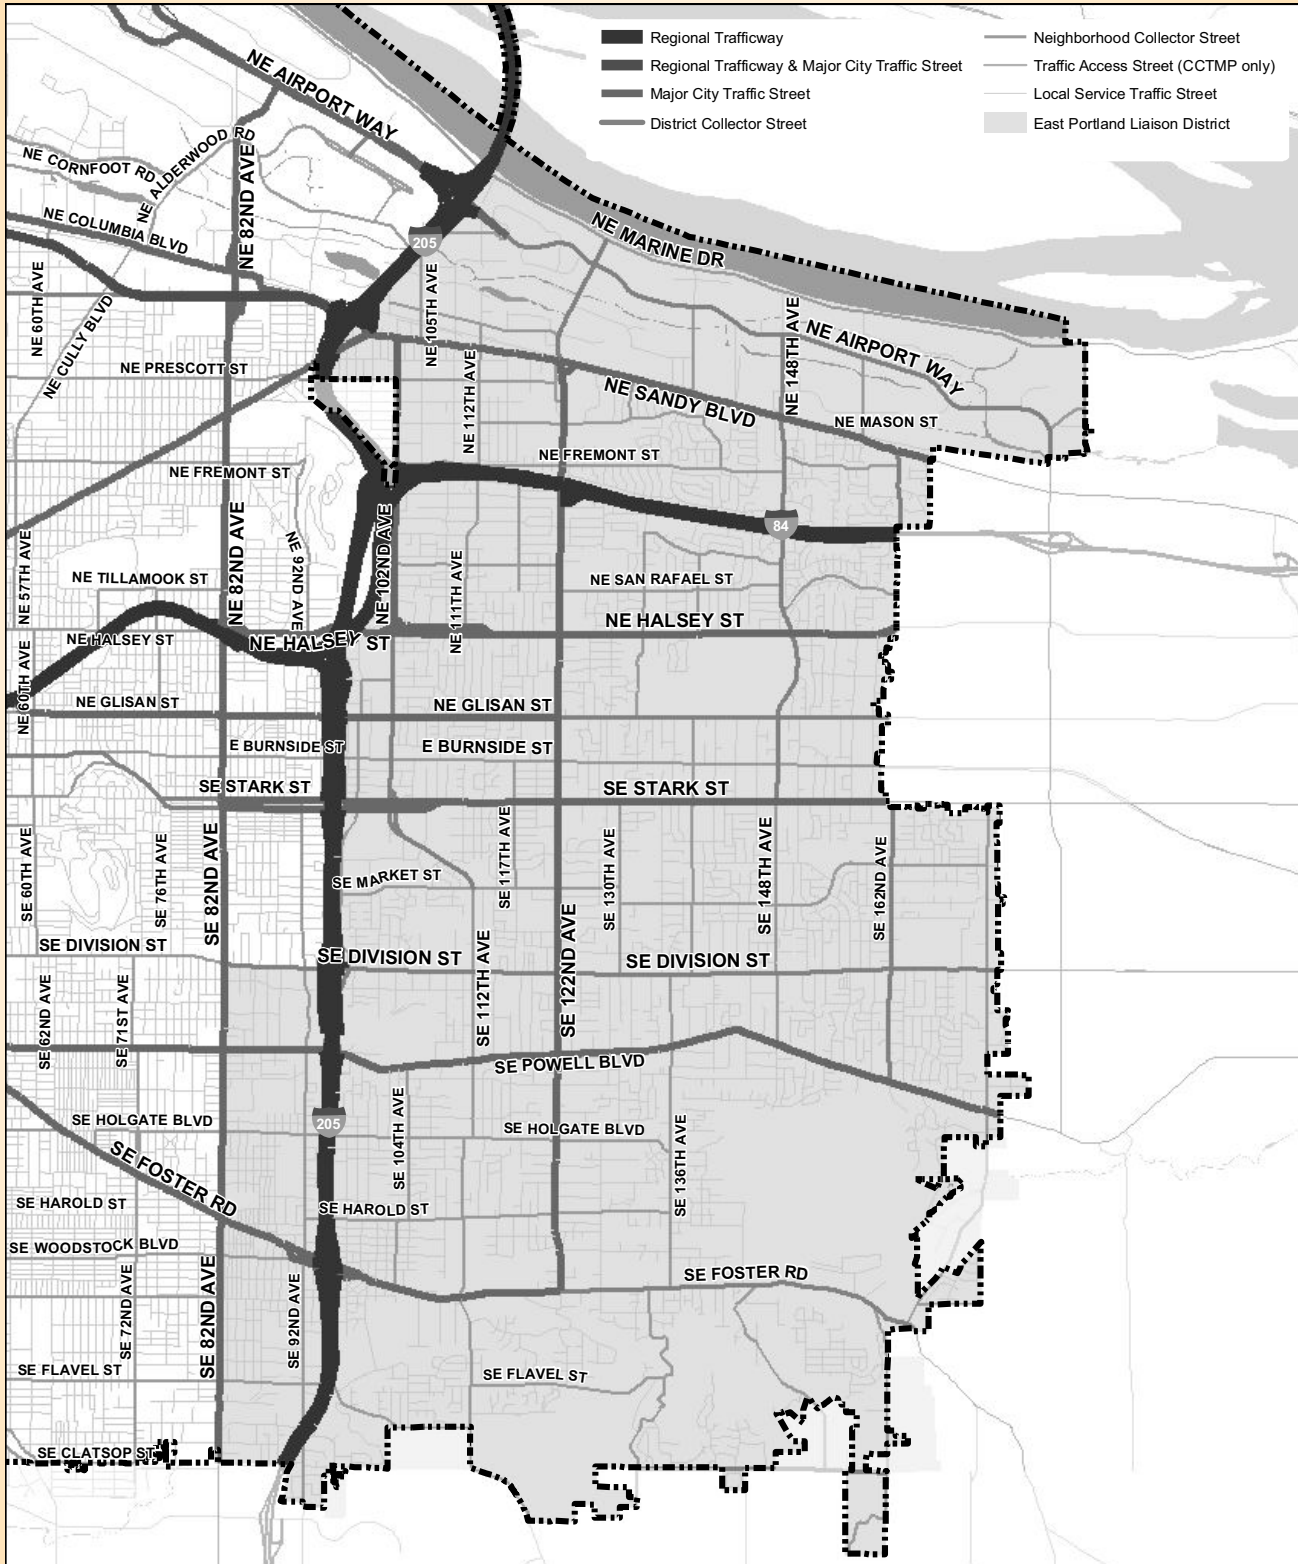 Regional Trafficway
Regional Trafficway & Major City Traffic Street
Major City Traffic Street
District Collector Street
Neighborhood Collector Street
Traffic Access Street (CCTMP only)
Local Service Traffic Street
East Portland Liaison District
NE AIRPORT WAY
NE CORNFOOT RD
NE ALDERWOOD RD
NE 82ND AVE
NE COLUMBIA BLVD
NE MARINE DR
205
NE 60TH AVE
NE CULLY BLVD
NE 105TH AVE
NE 148TH AVE
NE AIRPORT WAY
NE PRESCOTT ST
NE 112TH AVE
NE SANDY BLVD
NE MASON ST
NE FREMONT ST
NE FREMONT ST
NE 57TH AVE
NE 82ND AVE
NE 92ND AVE
NE 102ND AVE
84
NE TILLAMOOK ST
NE 111TH AVE
NE SAN RAFAEL ST
NE HALSEY ST
NE HALSEY ST
NE HALSEY ST
NE 60TH AVE
NE GLISAN ST
NE GLISAN ST
E BURNSIDE ST
E BURNSIDE ST
SE STARK ST
SE STARK ST
SE 60TH AVE
SE 76TH AVE
SE 82ND AVE
SE MARKET ST
SE 117TH AVE
SE 130TH AVE
SE 148TH AVE
SE 162ND AVE
SE DIVISION ST
SE DIVISION ST
SE DIVISION ST
SE 62ND AVE
SE 71ST AVE
SE 112TH AVE
SE 122ND AVE
SE POWELL BLVD
SE HOLGATE BLVD
205
SE 104TH AVE
SE HOLGATE BLVD
SE 136TH AVE
SE FOSTER RD
SE HAROLD ST
SE HAROLD ST
SE WOODSTOCK BLVD
SE 72ND AVE
SE 82ND AVE
SE 92ND AVE
SE FOSTER RD
SE FLAVEL ST
SE FLAVEL ST
SE CLATSOP ST